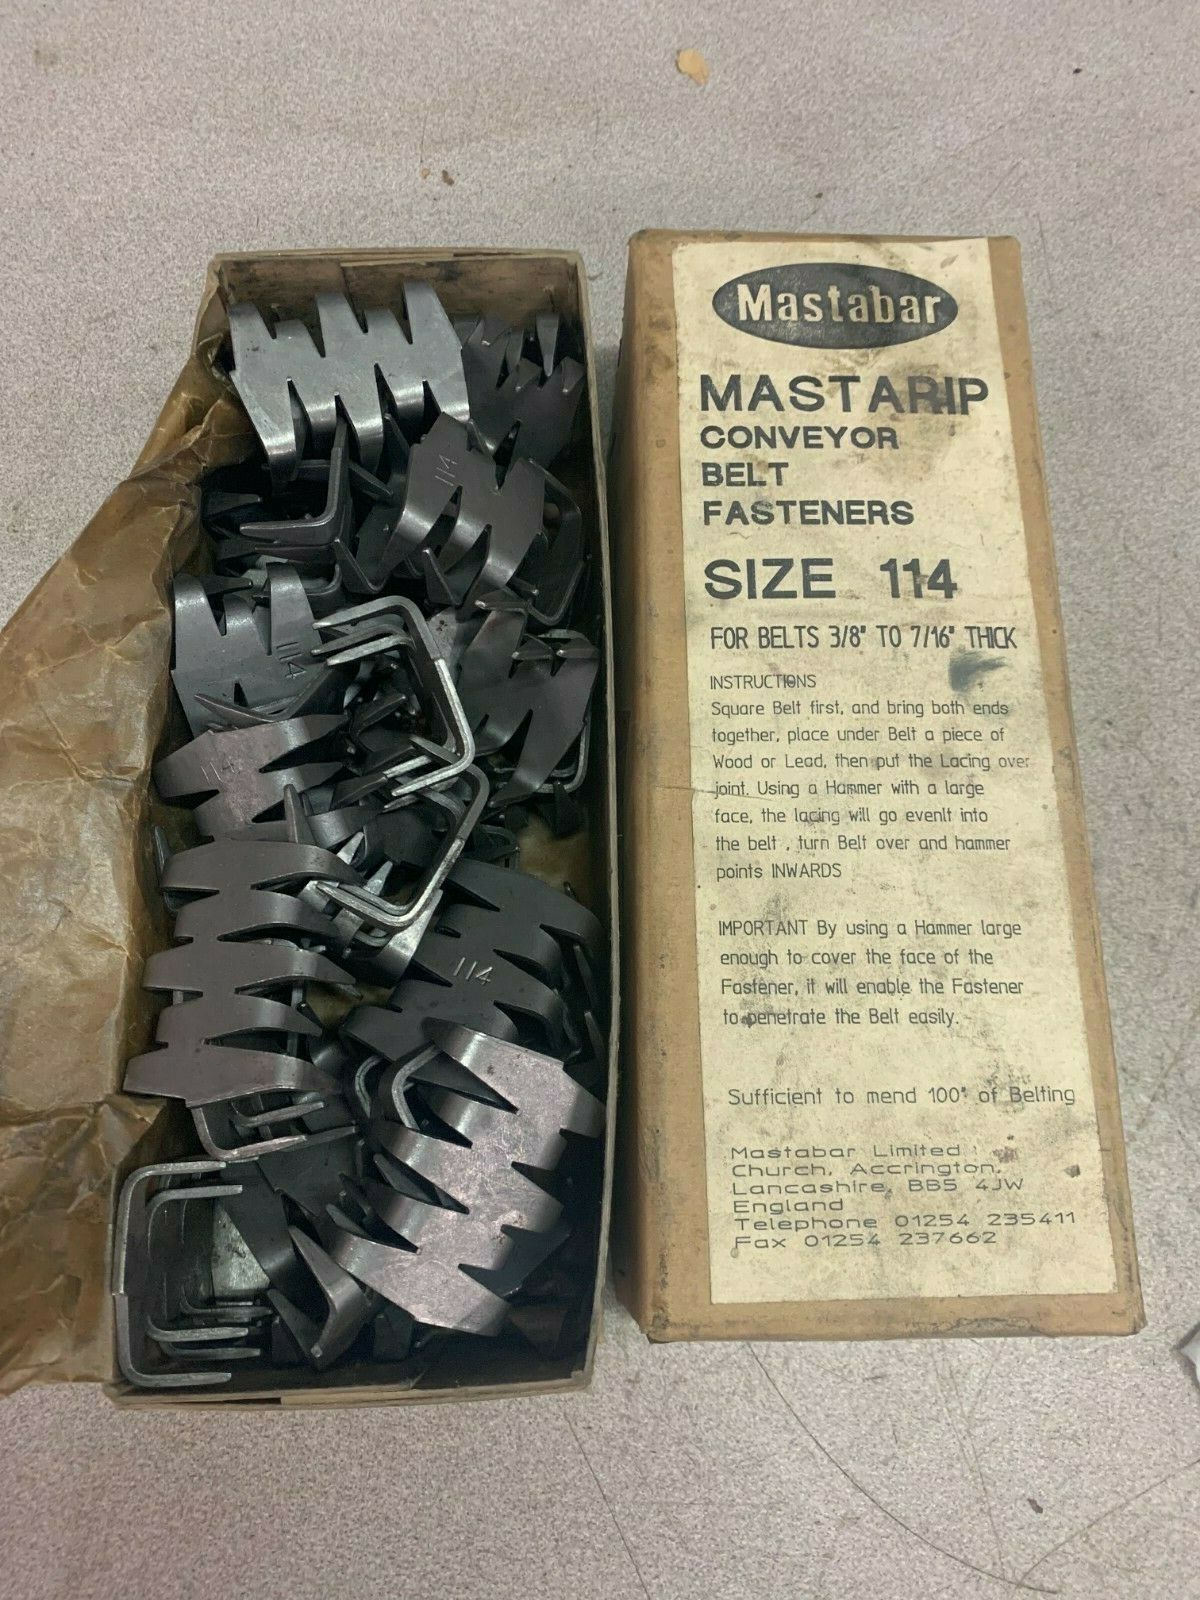 114
114
114
114
Mastabar
MASTARIP
CONVEYOR
BELT
FASTENERS
SIZE 114
FOR BELTS 3/8" TO 7/16" THICK
INSTRUCTIONS
Square Belt first, and bring both ends
together, place under Belt a piece of
Wood or Lead, then put the Lacing over
joint. Using a Hammer with a large
face, the lacing will go evenlt into
the belt , turn Belt over and hammer
points INWARDS
IMPORTANT By using a Hammer large
enough to cover the face of the
Fastener, it will enable the Fastener
to penetrate the Belt easily.
Sufficient to mend 100" of Belting
Mastabar Limited
Church, Accrington,
Lancashire, BB5 4JW
England
Telephone 01254 235411
Fax 01254 237662